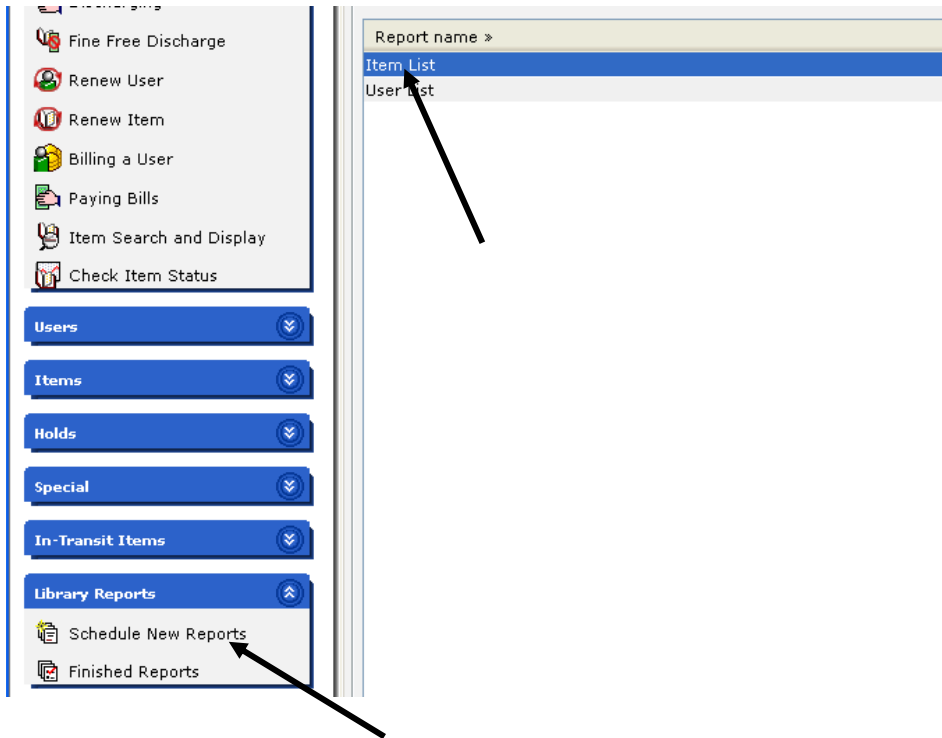 Discharging
Fine Free Discharge
Renew User
Renew Item
Billing a User
Paying Bills
Item Search and Display
Check Item Status
Users
Items
Holds
Special
In-Transit Items
Library Reports
Schedule New Reports
Finished Reports
Report name »
Item List
User List